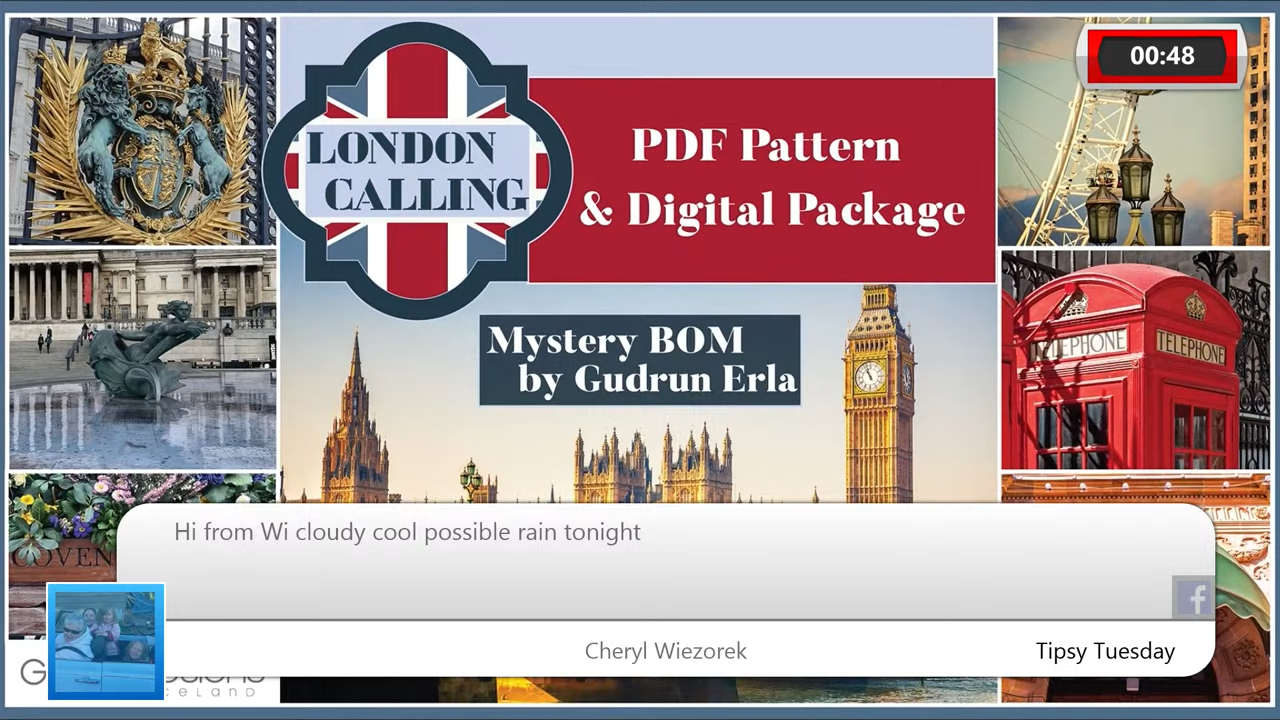 00:48
LONDON
CALLING
PDF Pattern
& Digital Package
Mystery BOM
by Gudrun Erla
TELEPHONE
TELEPHONE
Hi from Wi cloudy cool possible rain tonight
Cheryl Wiezorek
Tipsy Tuesday